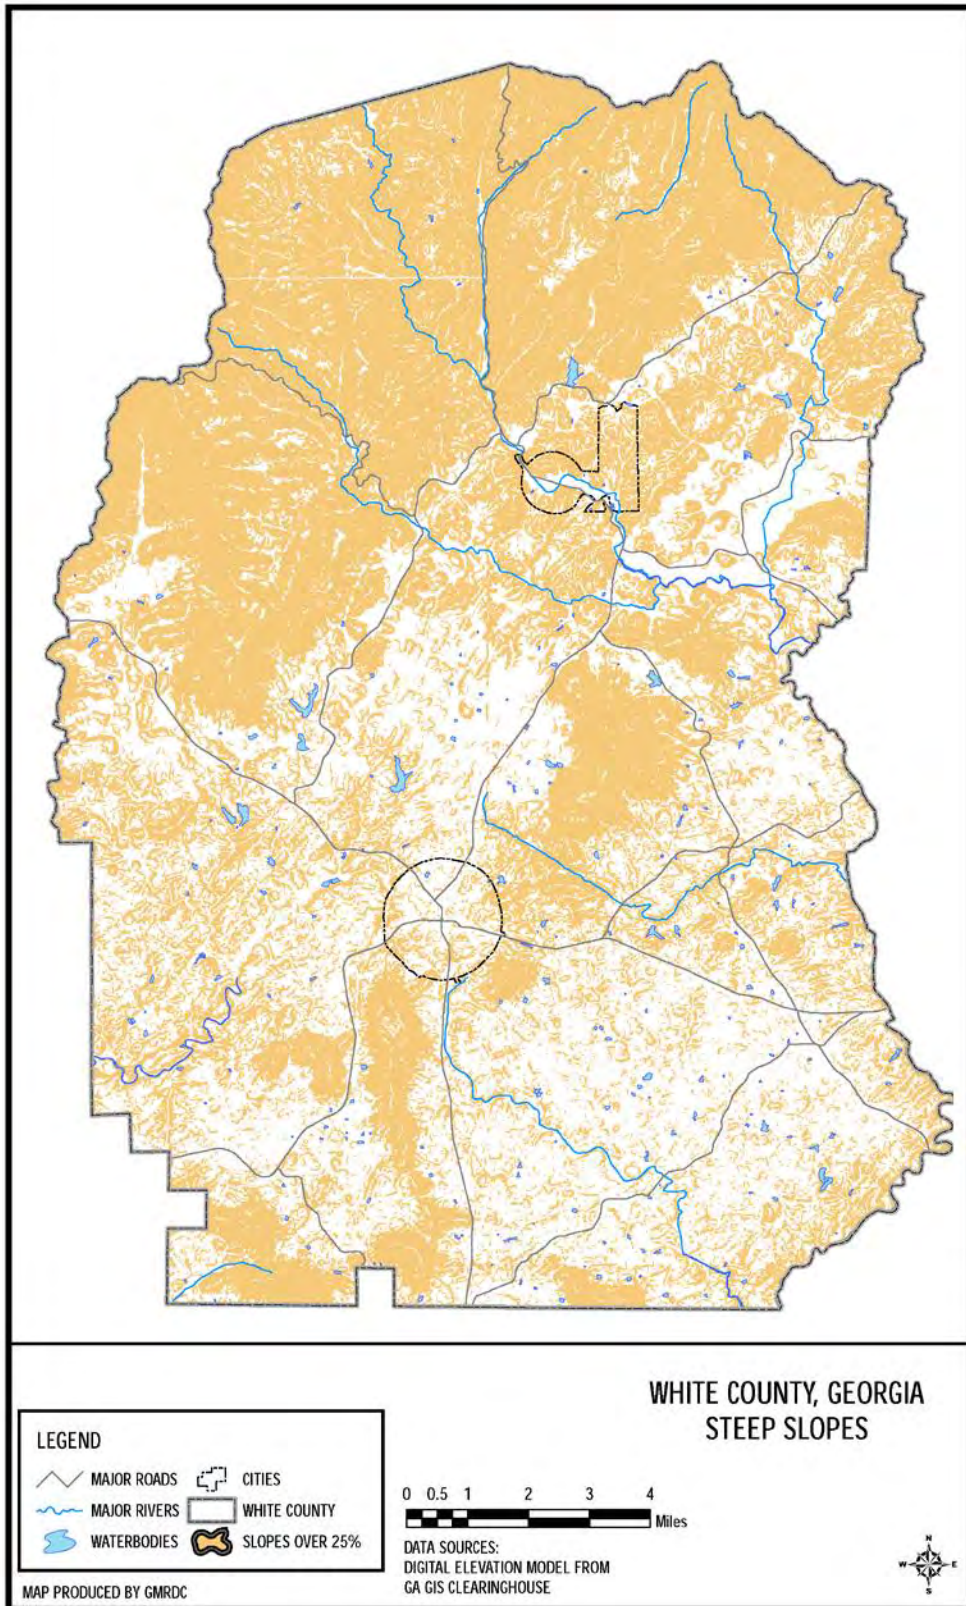 WHITE COUNTY, GEORGIA
STEEP SLOPES
LEGEND
MAJOR ROADS
CITIES
MAJOR RIVERS
WHITE COUNTY
WATERBODIES
SLOPES OVER 25%
MAP PRODUCED BY GMRDC
0 0.5 1 2 3 4
Miles
DATA SOURCES:
DIGITAL ELEVATION MODEL FROM
GA GIS CLEARINGHOUSE
N
W E
S